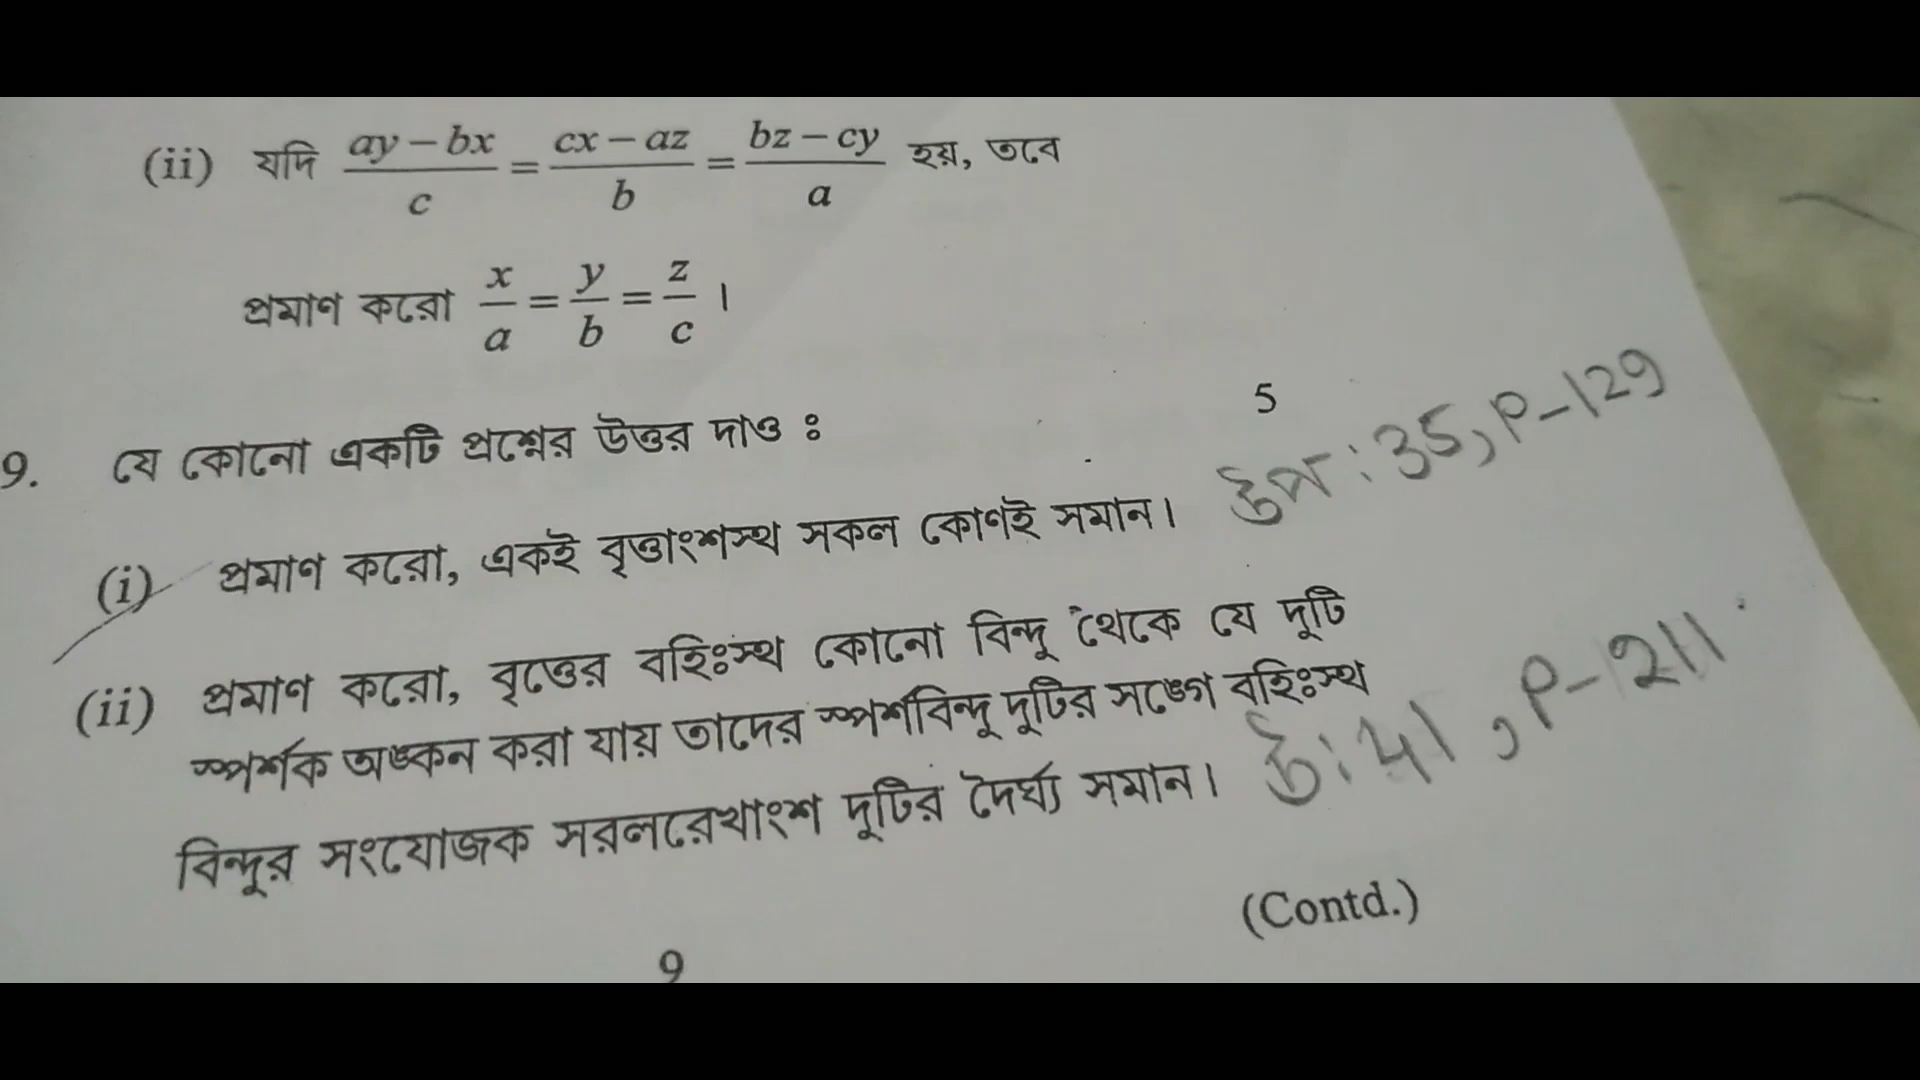 (ii) যদি (ay – bx)/c = (cx – az)/b = (bz – cy)/a হয়, তবে
প্রমাণ করো x/a = y/b = z/c ।
9. যে কোনো একটি প্রশ্নের উত্তর দাও ঃ 5
(i) প্রমাণ করো, একই বৃত্তাংশস্থ সকল কোণই সমান। উপ: 35, P-129
(ii) প্রমাণ করো, বৃত্তের বহিঃস্থ কোনো বিন্দু থেকে যে দুটি
স্পর্শক অঙ্কন করা যায় তাদের স্পর্শবিন্দু দুটির সঙ্গে বহিঃস্থ
বিন্দুর সংযোজক সরলরেখাংশ দুটির দৈর্ঘ্য সমান। উ: 41, P-211
(Contd.)
9